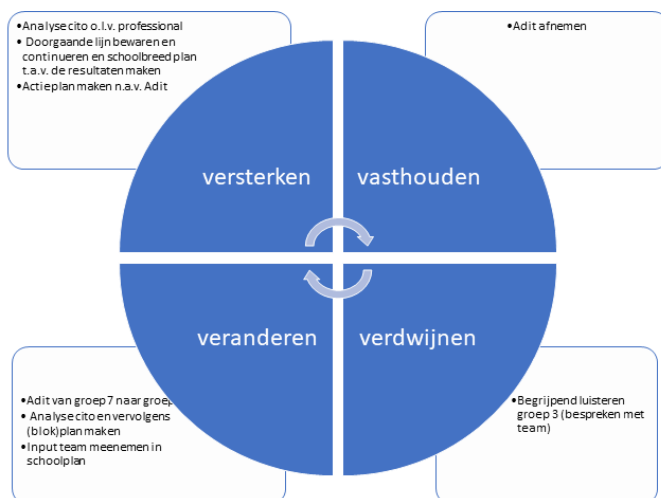 •Analyse cito o.l.v. professional
• Doorgaande lijn bewaren en
continueren en schoolbreed plan
t.a.v. de resultaten maken
•Actieplan maken n.a.v. Adit
•Adit afnemen
versterken
vasthouden
veranderen
verdwijnen
•Adit van groep 7 naar groep
• Analyse cito en vervolgens
(blok)plan maken
•Input team meenemen in
schoolplan
•Begrijpend luisteren
groep 3 (bespreken met
team)